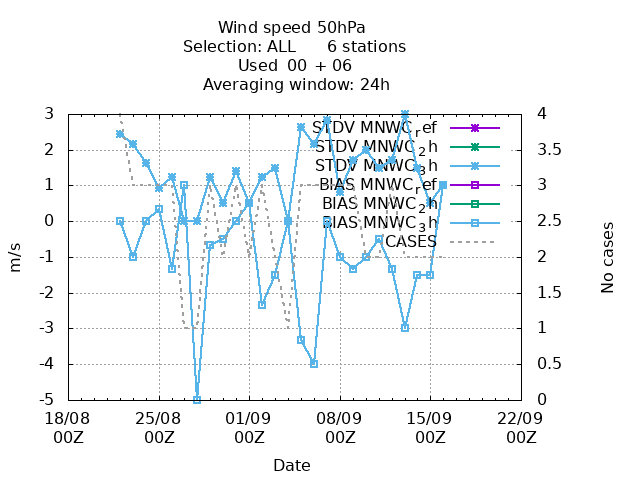 Wind speed 50hPa
Selection: ALL 6 stations
Used 00 + 06
Averaging window: 24h
3
2
1
0
-1
-2
-3
-4
-5
m/s
4
3.5
3
2.5
2
1.5
1
0.5
0
No cases
STDV MNWC_ref
STDV MNWC_2h
STDV MNWC_3h
BIAS MNWC_ref
BIAS MNWC_2h
BIAS MNWC_3h
CASES
18/08 25/08 01/09 08/09 15/09 22/09
00Z 00Z 00Z 00Z 00Z 00Z
Date